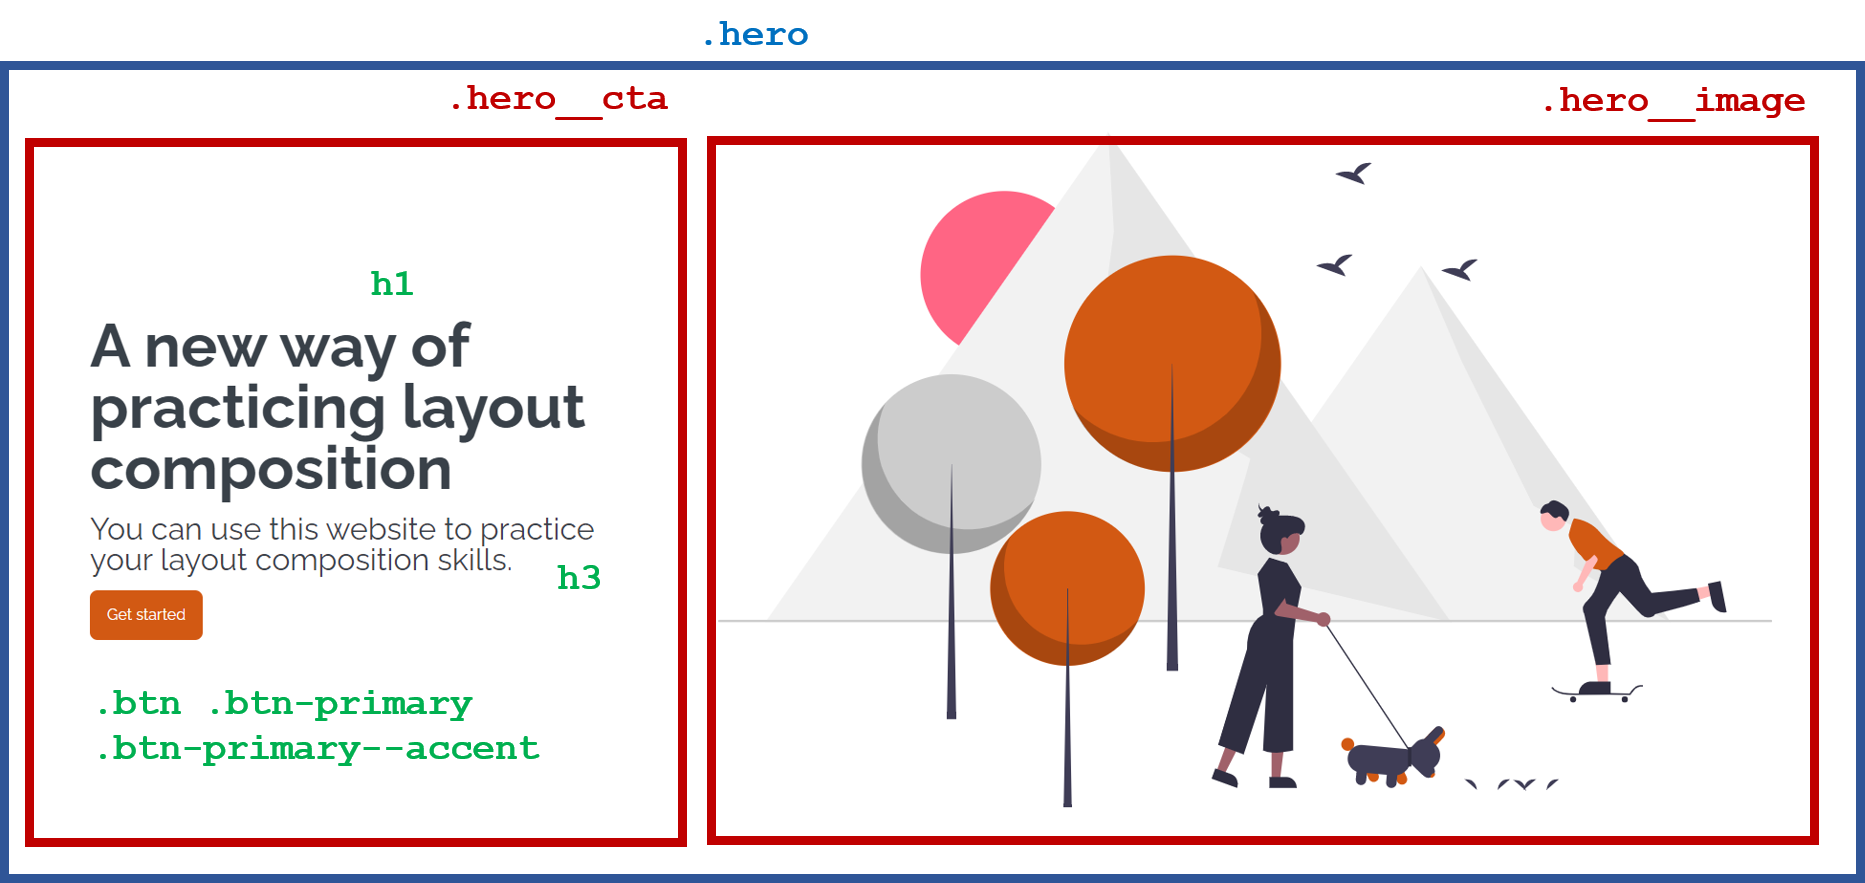 .hero
.hero__cta
.hero__image
h1
A new way of
practicing layout
composition
You can use this website to practice
your layout composition skills.
h3
Get started
.btn .btn-primary
.btn-primary--accent